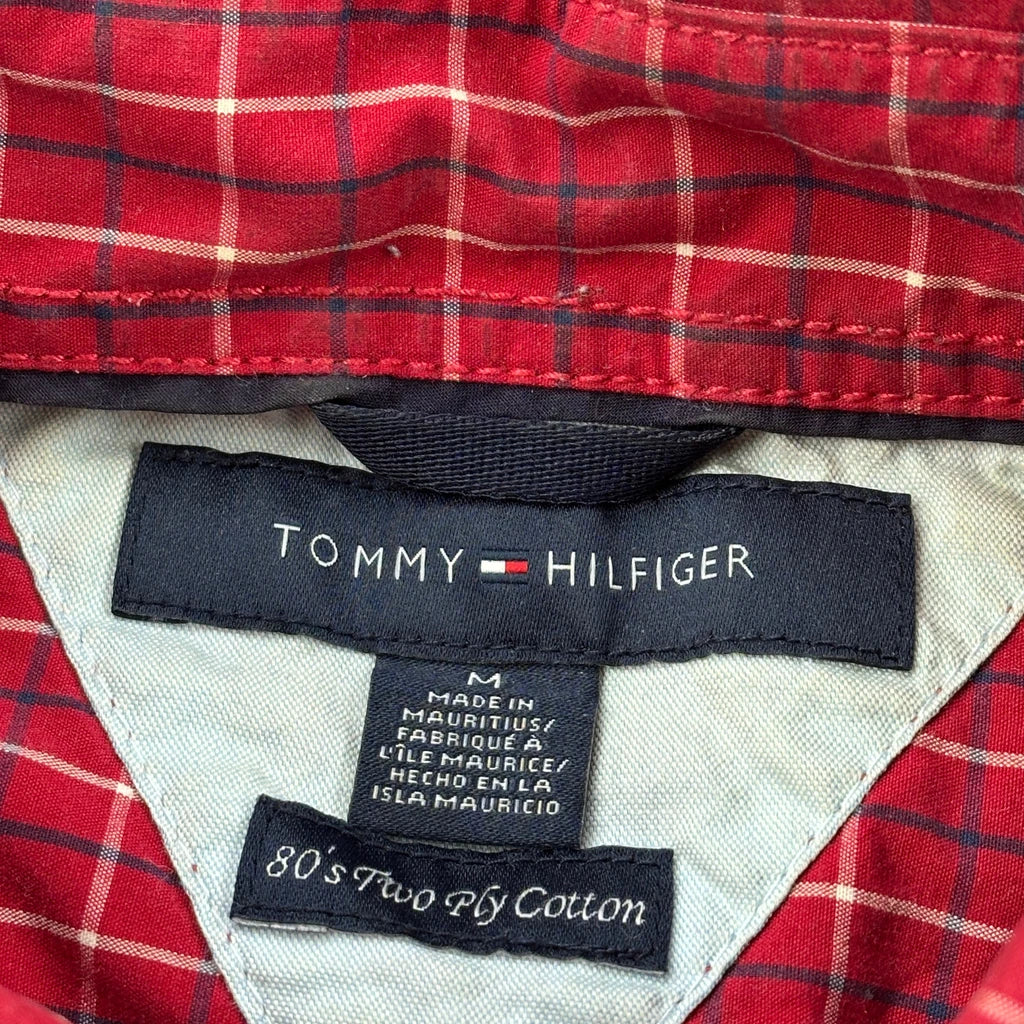 TOMMY HILFIGER
M
MADE IN
MAURITIUS/
FABRIQUÉ À
L'ÎLE MAURICE/
HECHO EN LA
ISLA MAURICIO
80's Two Ply Cotton